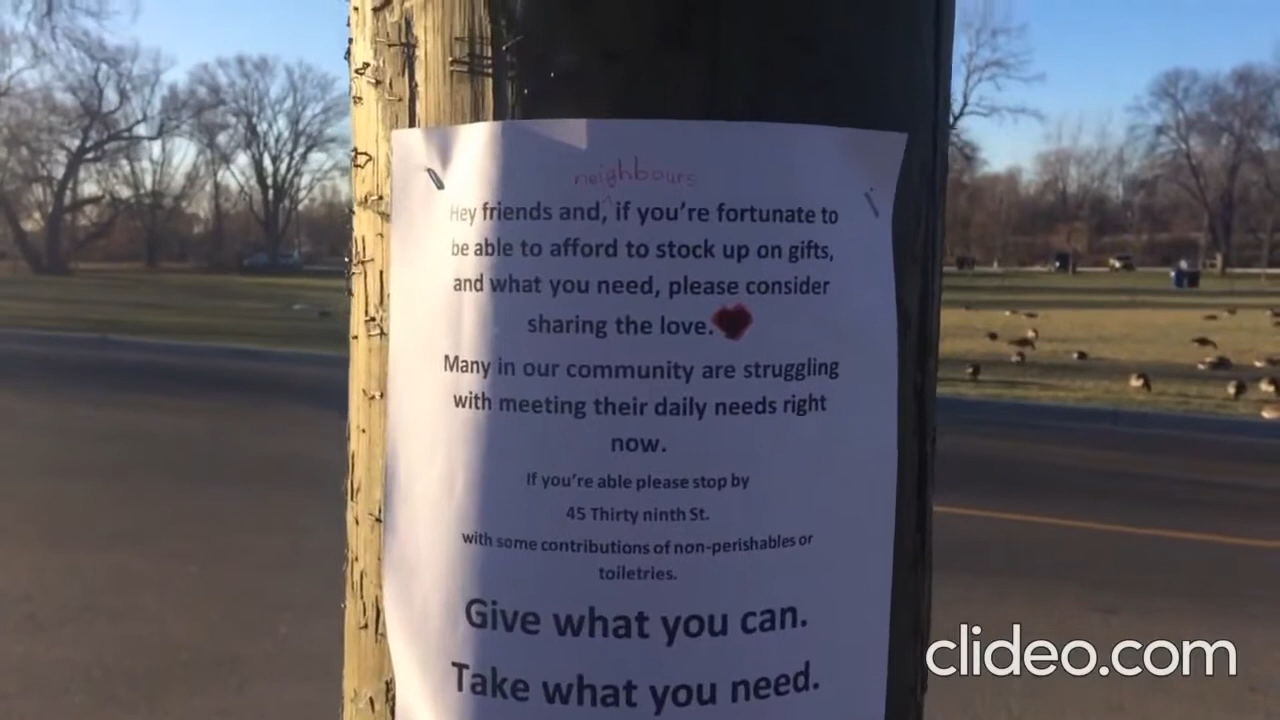 neighbours
Hey friends and, if you're fortunate to
be able to afford to stock up on gifts,
and what you need, please consider
sharing the love.
Many in our community are struggling
with meeting their daily needs right
now.
If you're able please stop by
45 Thirty ninth St.
with some contributions of non-perishables or
toiletries.
Give what you can.
Take what you need.
clideo.com